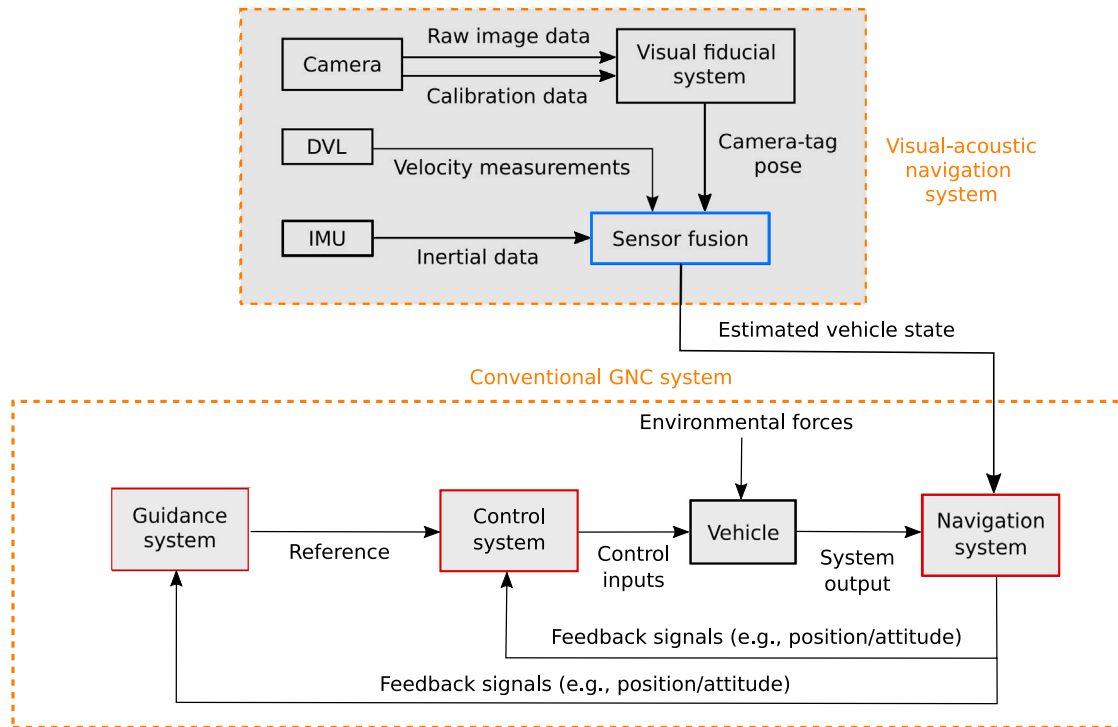 Raw image data
Camera
Visual fiducial
system
Calibration data
DVL
Velocity measurements
Camera-tag
pose
Visual-acoustic
navigation
system
IMU
Inertial data
Sensor fusion
Estimated vehicle state
Conventional GNC system
Environmental forces
Guidance
system
Reference
Control
system
Control
inputs
Vehicle
System
output
Navigation
system
Feedback signals (e.g., position/attitude)
Feedback signals (e.g., position/attitude)